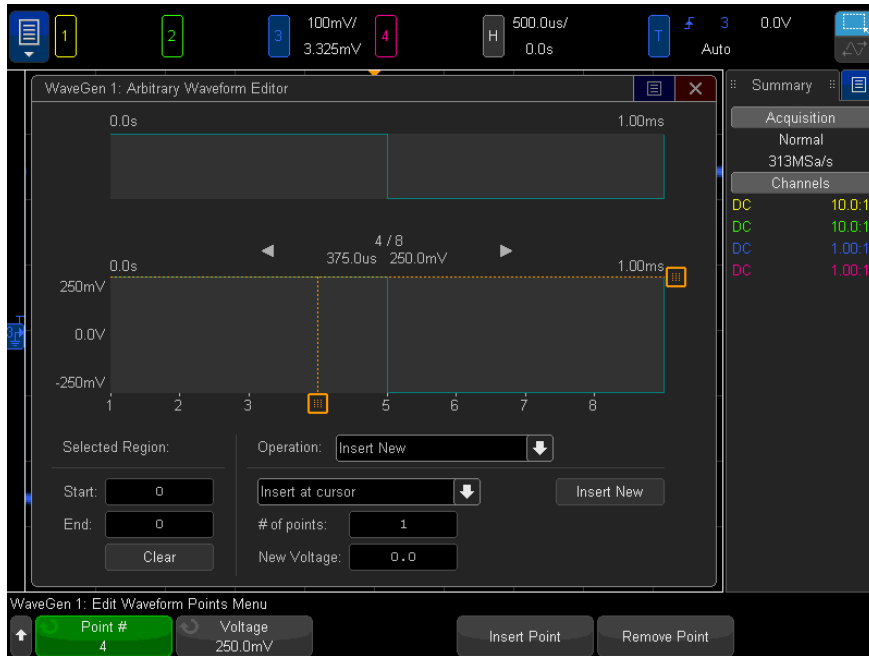 1 2 3 100mV/ 4 H 500.0us/ T 3 0.0V
3.325mV 0.0s Auto
WaveGen 1: Arbitrary Waveform Editor
Summary
0.0s 1.00ms
Acquisition
Normal
313MSa/s
Channels
DC 10.0:1
DC 10.0:1
DC 1.00:1
DC 1.00:1
4 / 8
375.0us 250.0mV
0.0s 1.00ms
250mV
0.0V
-250mV
1 2 3 5 6 7 8
Selected Region:
Operation: Insert New
Start: 0
Insert at cursor
Insert New
End: 0
# of points: 1
Clear
New Voltage: 0.0
WaveGen 1: Edit Waveform Points Menu
Point #
4
Voltage
250.0mV
Insert Point
Remove Point